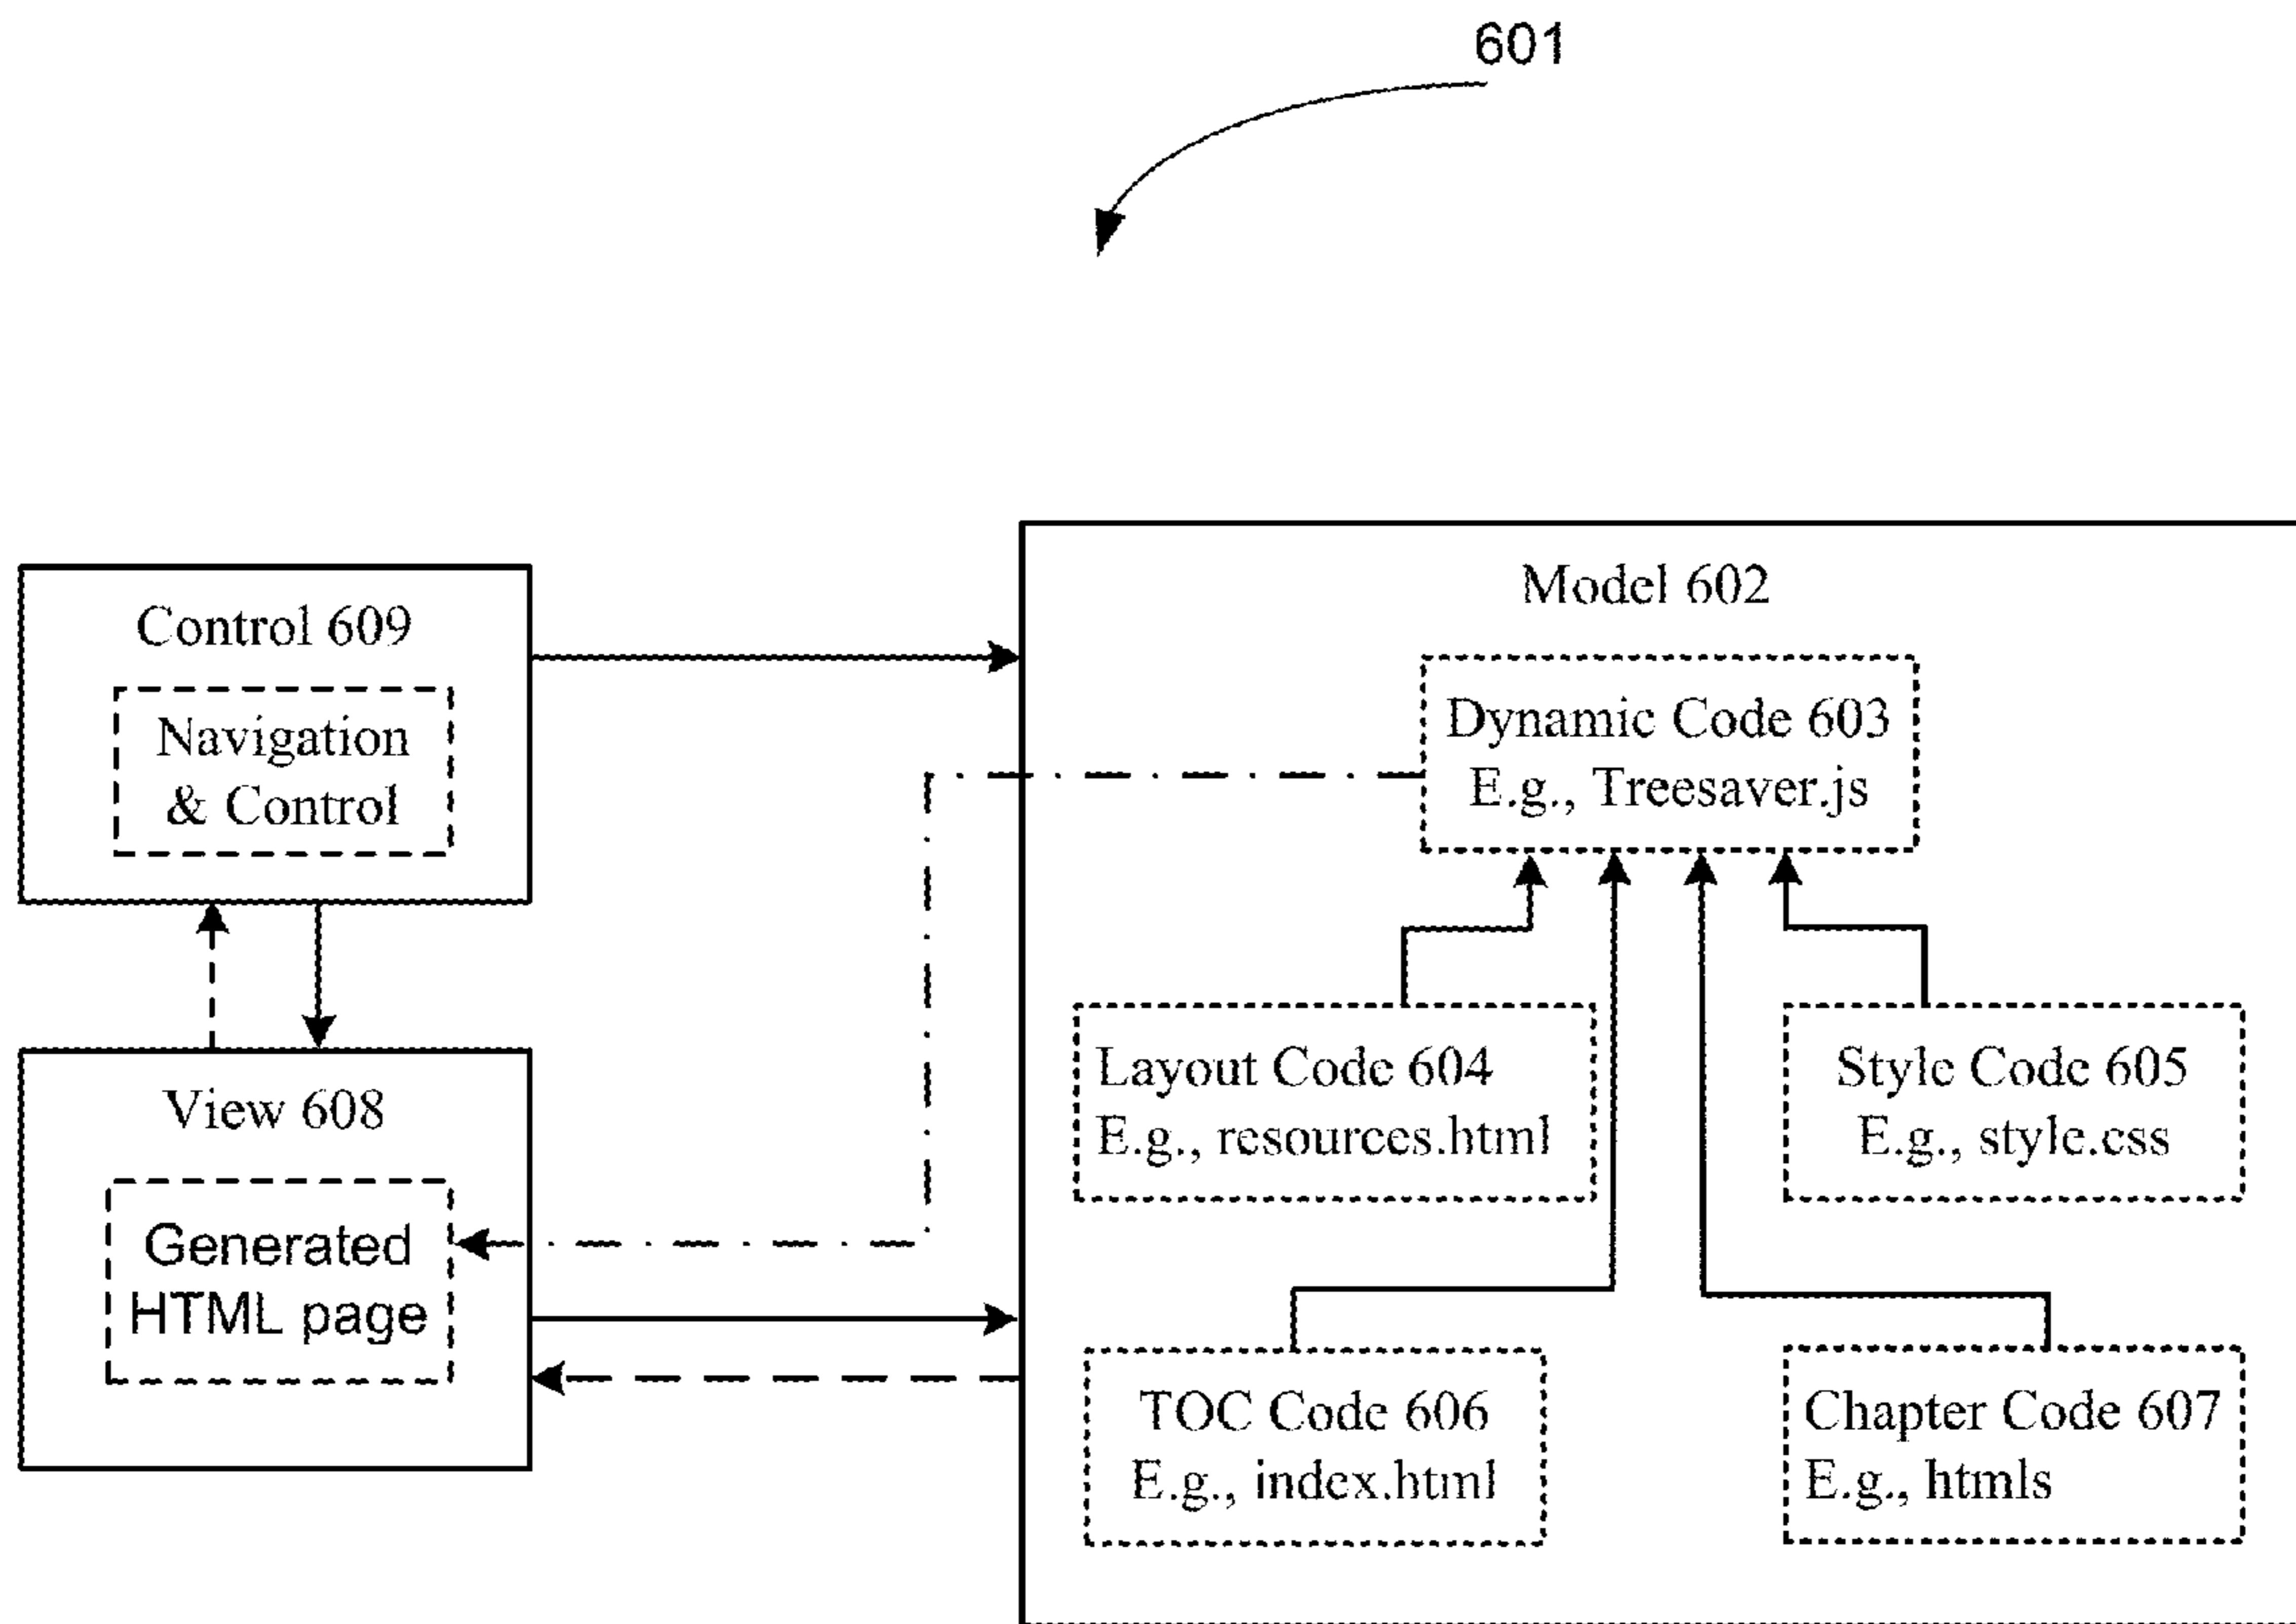 601
Control 609
Navigation
& Control
View 608
Generated
HTML page
Model 602
Dynamic Code 603
E.g., Treesaver.js
Layout Code 604
E.g., resources.html
Style Code 605
E.g., style.css
TOC Code 606
E.g., index.html
Chapter Code 607
E.g., htmls